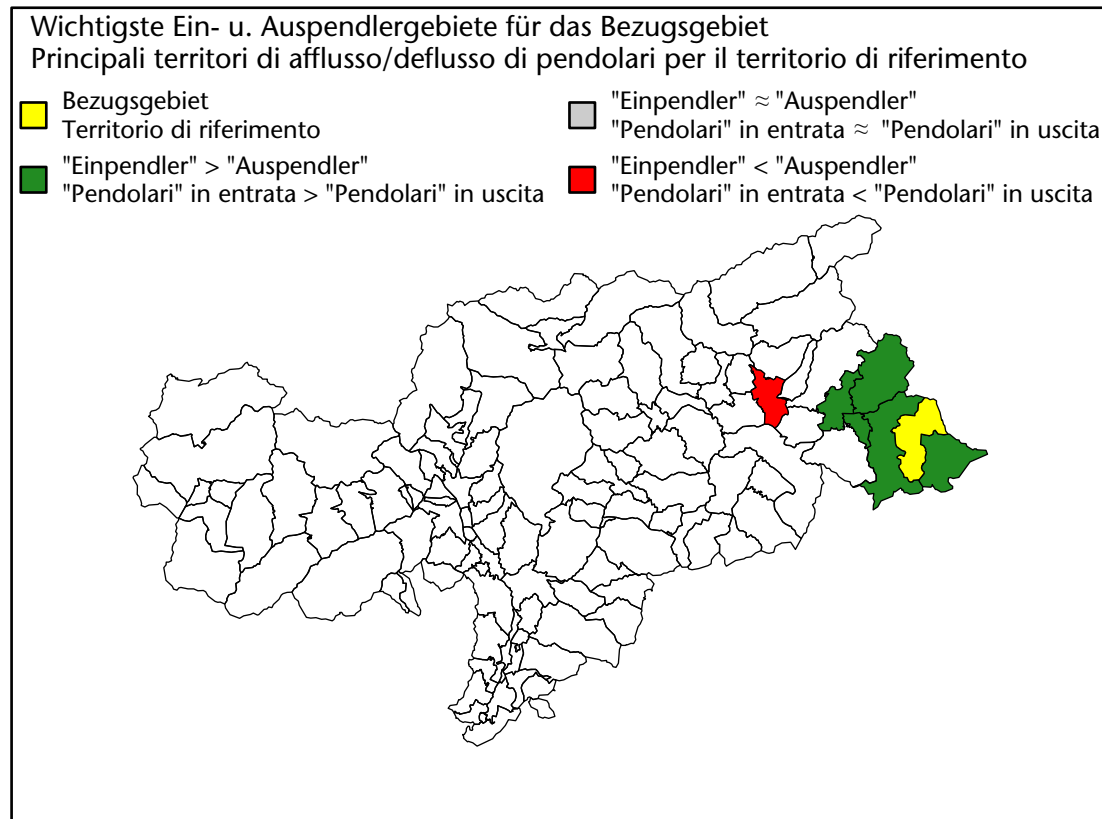 Wichtigste Ein- u. Auspendlergebiete für das Bezugsgebiet
Principali territori di afflusso/deflusso di pendolari per il territorio di riferimento
Bezugsgebiet
Territorio di riferimento
"Einpendler" > "Auspendler"
"Pendolari" in entrata > "Pendolari" in uscita
"Einpendler" ≈ "Auspendler"
"Pendolari" in entrata ≈ "Pendolari" in uscita
"Einpendler" < "Auspendler"
"Pendolari" in entrata < "Pendolari" in uscita